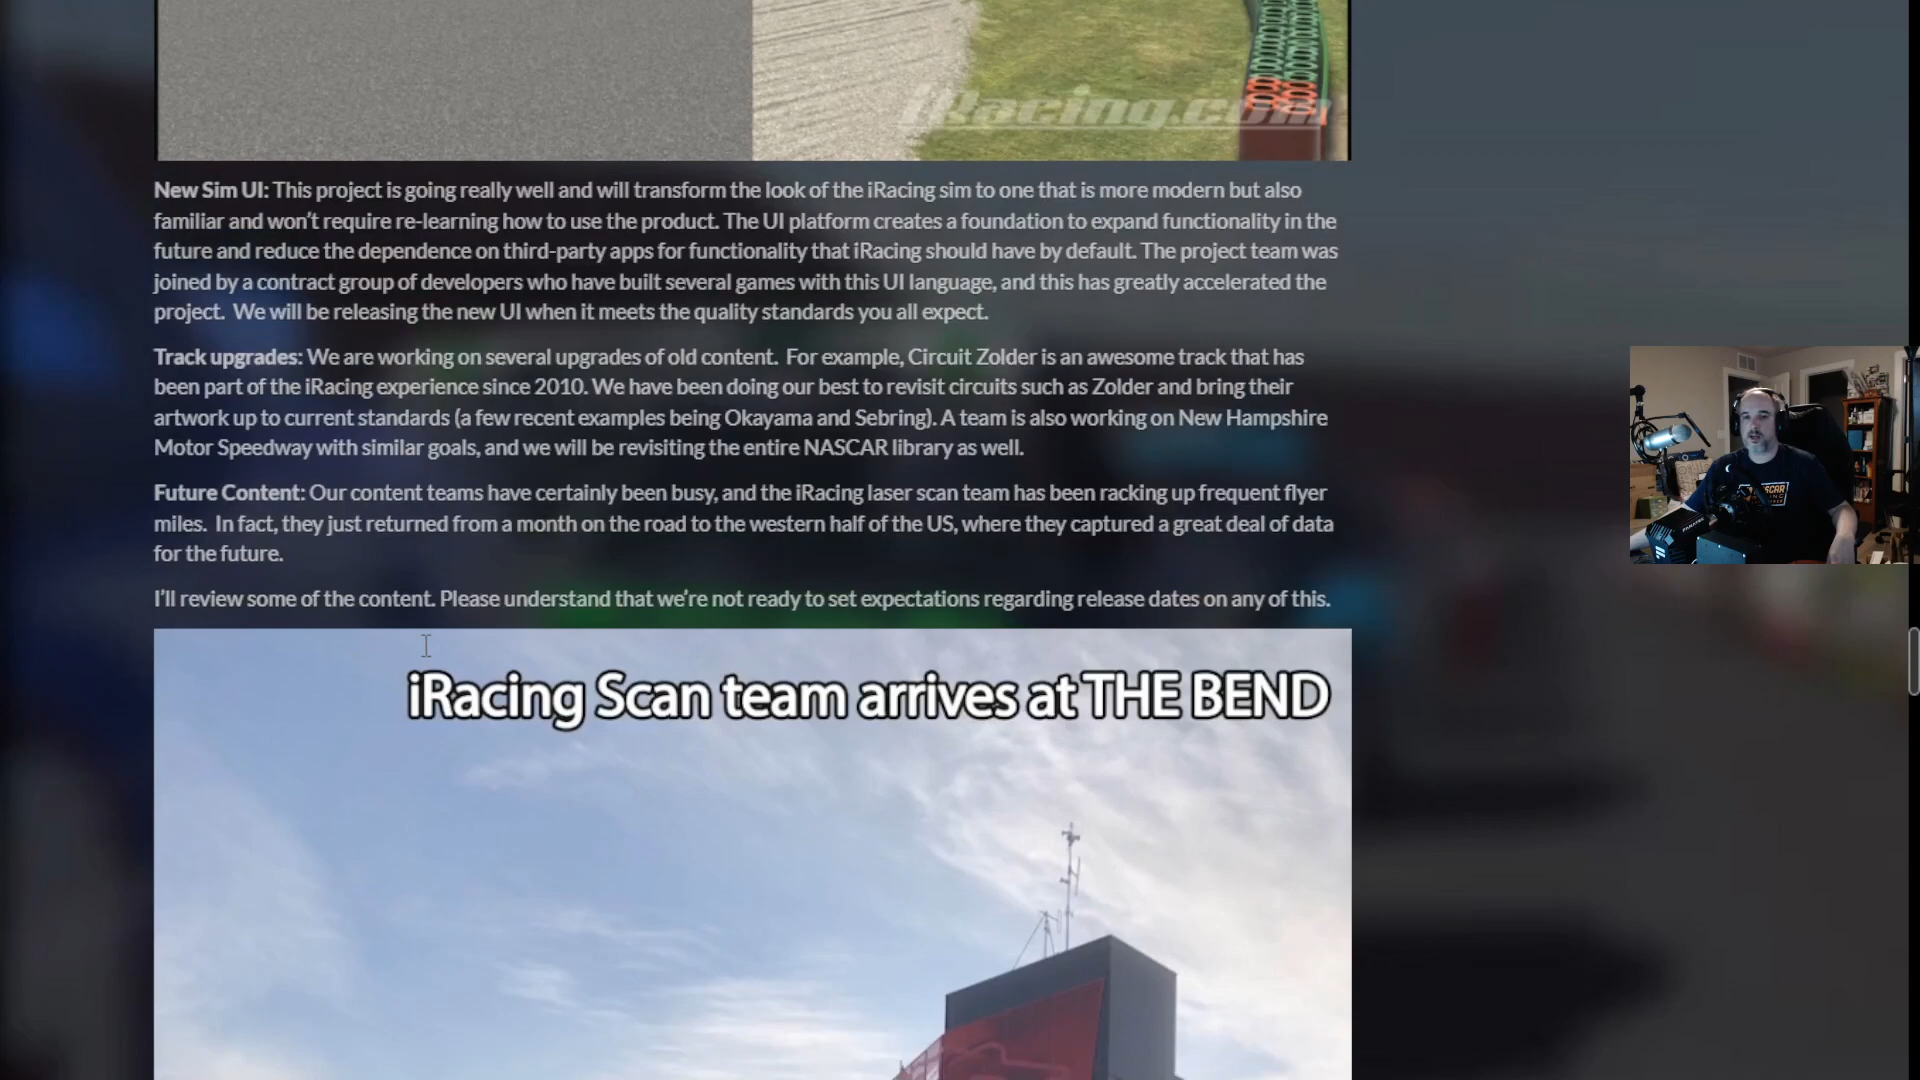 iRacing.com
New Sim UI: This project is going really well and will transform the look of the iRacing sim to one that is more modern but also
familiar and won't require re-learning how to use the product. The UI platform creates a foundation to expand functionality in the
future and reduce the dependence on third-party apps for functionality that iRacing should have by default. The project team was
joined by a contract group of developers who have built several games with this UI language, and this has greatly accelerated the
project.  We will be releasing the new UI when it meets the quality standards you all expect.
Track upgrades: We are working on several upgrades of old content.  For example, Circuit Zolder is an awesome track that has
been part of the iRacing experience since 2010. We have been doing our best to revisit circuits such as Zolder and bring their
artwork up to current standards (a few recent examples being Okayama and Sebring). A team is also working on New Hampshire
Motor Speedway with similar goals, and we will be revisiting the entire NASCAR library as well.
Future Content: Our content teams have certainly been busy, and the iRacing laser scan team has been racking up frequent flyer
miles.  In fact, they just returned from a month on the road to the western half of the US, where they captured a great deal of data
for the future.
I'll review some of the content. Please understand that we're not ready to set expectations regarding release dates on any of this.
iRacing Scan team arrives at THE BEND